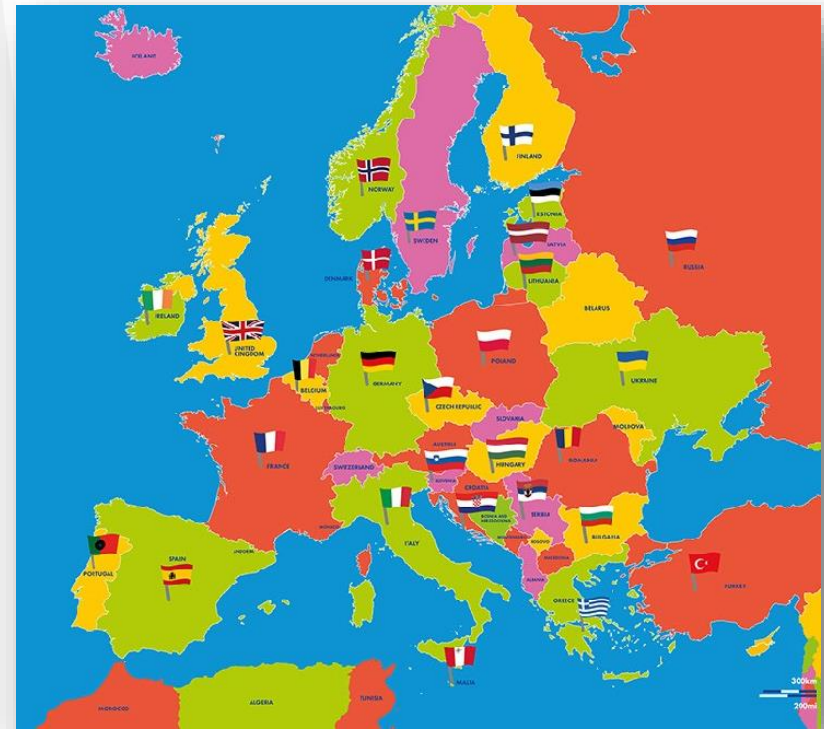 ICELAND
FINLAND
NORWAY
SWEDEN
ESTONIA
LATVIA
RUSSIA
DENMARK
LITHUANIA
BELARUS
IRELAND
UNITED
KINGDOM
NETHERLANDS
POLAND
GERMANY
BELGIUM
UKRAINE
LUXEMBOURG
CZECH REPUBLIC
SLOVAKIA
MOLDOVA
AUSTRIA
FRANCE
SWITZERLAND
HUNGARY
ROMANIA
SLOVENIA
CROATIA
SERBIA
BOSNIA AND
HERZEGOVINA
MONACO
ITALY
KOSOVO
BULGARIA
ANDORRA
SPAIN
PORTUGAL
ALBANIA
TURKEY
GREECE
MALTA
300km
200mi
TUNISIA
ALGERIA
MOROCCO